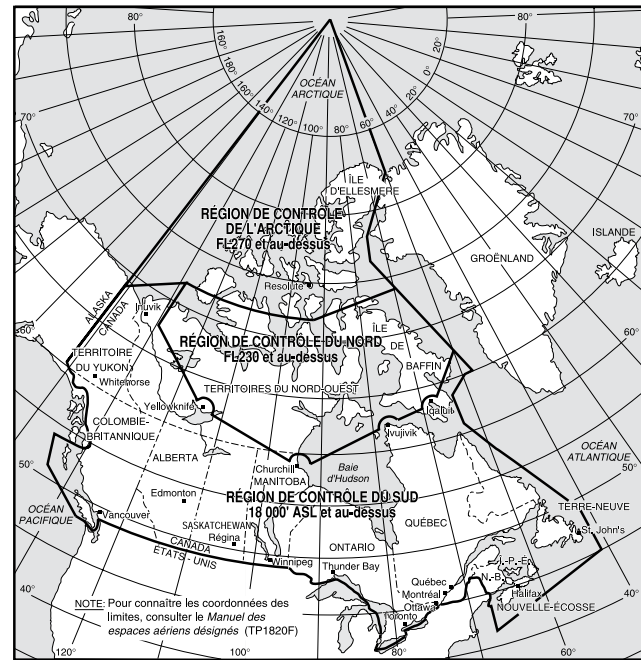 80°
80°
160°
160°
140°
120°
100°
80°
60°
40°
20°
0°
20°
OCÉAN
ARCTIQUE
70°
70°
ÎLE
D'ELLESMERE
RÉGION DE CONTRÔLE
DE L'ARCTIQUE
FL270 et au-dessus
ISLANDE
GROËNLAND
Resolute
ALASKA
CANADA
Inuvik
60°
60°
RÉGION DE CONTRÔLE DU NORD
FL230 et au-dessus
ÎLE
DE
BAFFIN
TERRITOIRE
DU YUKON
Whitehorse
TERRITOIRES DU NORD-OUEST
Yellowknife
Iqaluit
COLOMBIE-
BRITANNIQUE
Ivujivik
ALBERTA
OCÉAN
ATLANTIQUE
50°
50°
Churchill
MANITOBA
Baie
d'Hudson
Edmonton
RÉGION DE CONTRÔLE DU SUD
18 000' ASL et au-dessus
TERRE-NEUVE
OCÉAN
PACIFIQUE
Vancouver
SASKATCHEWAN
Régina
QUÉBEC
St. John's
CANADA
ÉTATS - UNIS
ONTARIO
Winnipeg
Thunder Bay
Î.-P.-É.
N.-B.
Québec
Montréal
Ottawa
Toronto
Halifax
NOUVELLE-ÉCOSSE
40°
40°
NOTE: Pour connaître les coordonnées des
limites, consulter le Manuel des
espaces aériens désignés (TP1820F)
120°
100°
80°
60°